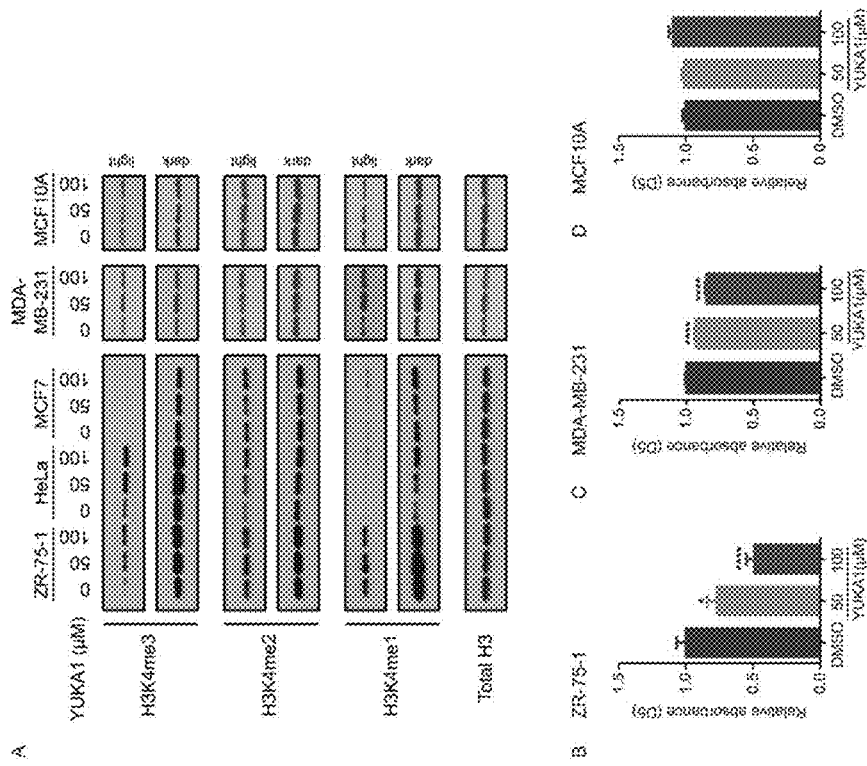 A
YUKA1 (μM)
ZR-75-1 HeLa MCF7 MDA-MB-231 MCF10A
0 50 100 0 50 100 0 50 100 0 50 100 0 50 100
H3K4me3 light
dark
H3K4me2 light
dark
H3K4me1 light
dark
Total H3
B ZR-75-1
Relative absorbance (D5)
1.5
1.0
0.5
0.0
DMSO 50 100
YUKA1(μM)
C MDA-MB-231
Relative absorbance (D5)
1.5
1.0
0.5
0.0
DMSO 50 100
YUKA1(μM)
D MCF10A
Relative absorbance (D5)
1.5
1.0
0.5
0.0
DMSO 50 100
YUKA1(μM)